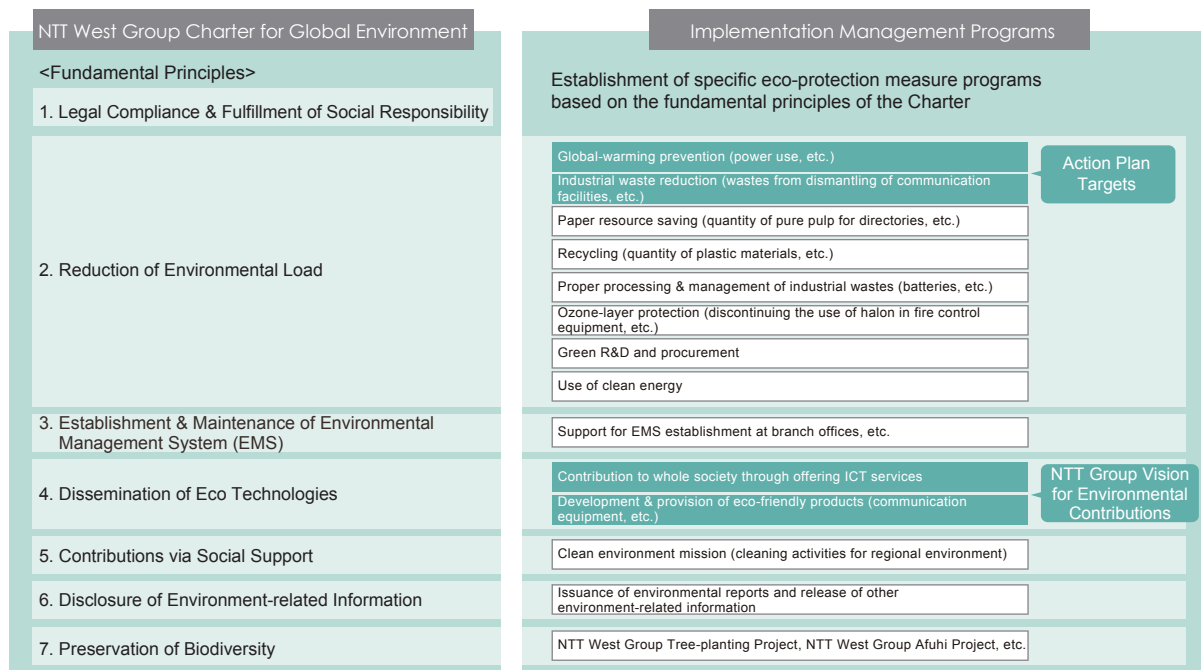 NTT West Group Charter for Global Environment
Implementation Management Programs
<Fundamental Principles>
Establishment of specific eco-protection measure programs
based on the fundamental principles of the Charter
1. Legal Compliance & Fulfillment of Social Responsibility
2. Reduction of Environmental Load
Global-warming prevention (power use, etc.)
Industrial waste reduction (wastes from dismantling of communication
facilities, etc.)
Action Plan
Targets
Paper resource saving (quantity of pure pulp for directories, etc.)
Recycling (quantity of plastic materials, etc.)
Proper processing & management of industrial wastes (batteries, etc.)
Ozone-layer protection (discontinuing the use of halon in fire control
equipment, etc.)
Green R&D and procurement
Use of clean energy
3. Establishment & Maintenance of Environmental
Management System (EMS)
Support for EMS establishment at branch offices, etc.
4. Dissemination of Eco Technologies
Contribution to whole society through offering ICT services
Development & provision of eco-friendly products (communication
equipment, etc.)
NTT Group Vision
for Environmental
Contributions
5. Contributions via Social Support
Clean environment mission (cleaning activities for regional environment)
6. Disclosure of Environment-related Information
Issuance of environmental reports and release of other
environment-related information
7. Preservation of Biodiversity
NTT West Group Tree-planting Project, NTT West Group Afuhi Project, etc.